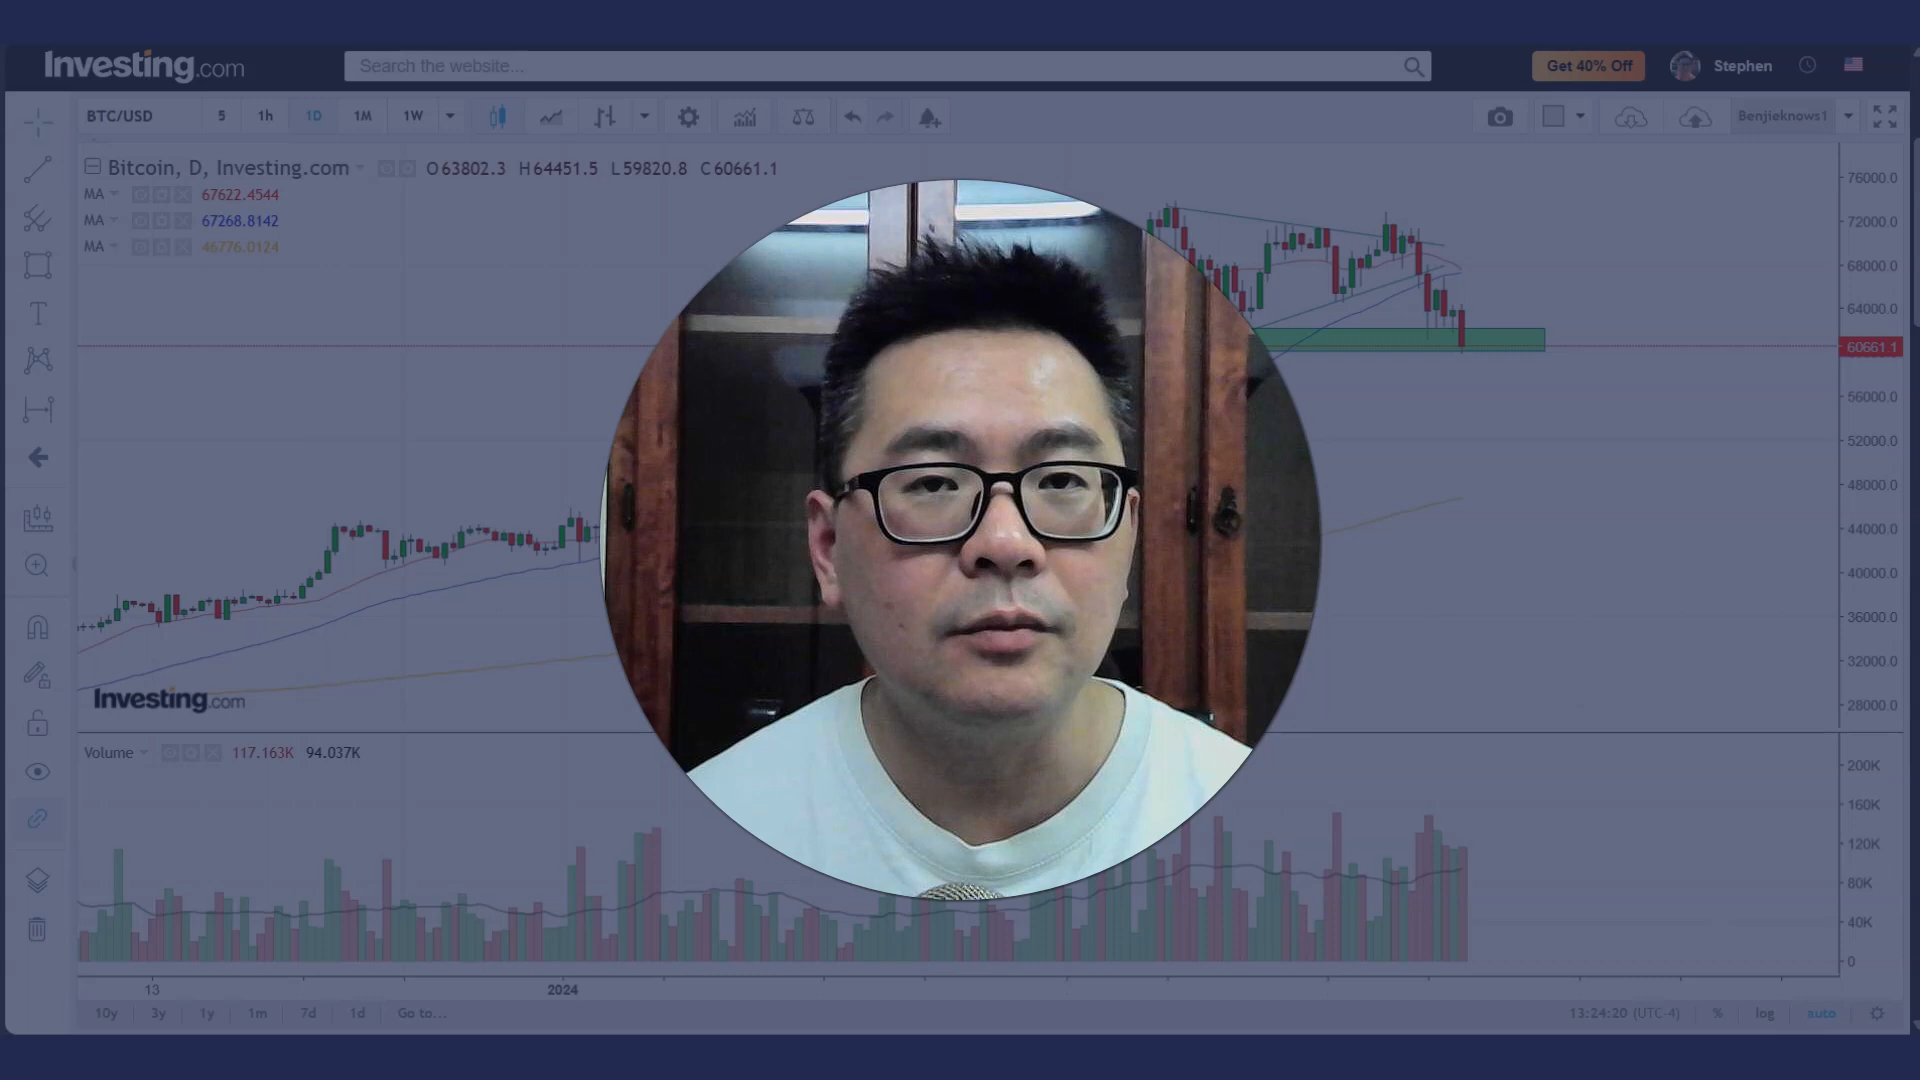 Investing.com
Search the website...
Get 40% Off
Stephen
BTC/USD 5 1h 1D 1M 1W
Benjieknows1
Bitcoin, D, Investing.com O63802.3 H64451.5 L59820.8 C60661.1
MA 67622.4544
MA 67268.8142
MA 46776.0124
76000.0
72000.0
68000.0
64000.0
60661.1
56000.0
52000.0
48000.0
44000.0
40000.0
36000.0
32000.0
28000.0
Investing.com
Volume 117.163K 94.037K
200K
160K
120K
80K
40K
0
13 2024
10y 3y 1y 1m 7d 1d Go to...
13:24:20 (UTC-4) % log auto